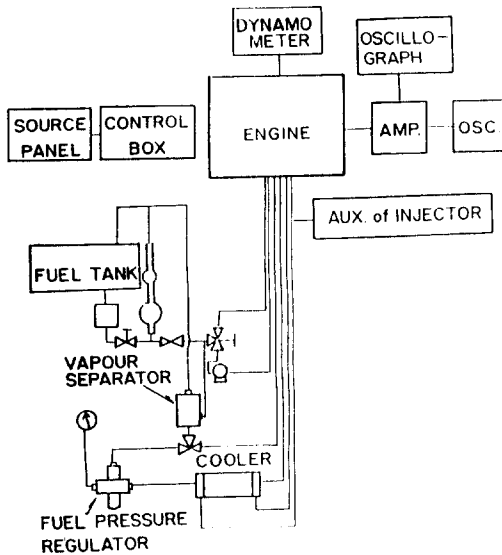 DYNAMO
METER
OSCILLO-
GRAPH
SOURCE
PANEL
CONTROL
BOX
ENGINE
AMP.
OSC.
AUX. of INJECTOR
FUEL TANK
VAPOUR
SEPARATOR
COOLER
FUEL PRESSURE
REGULATOR